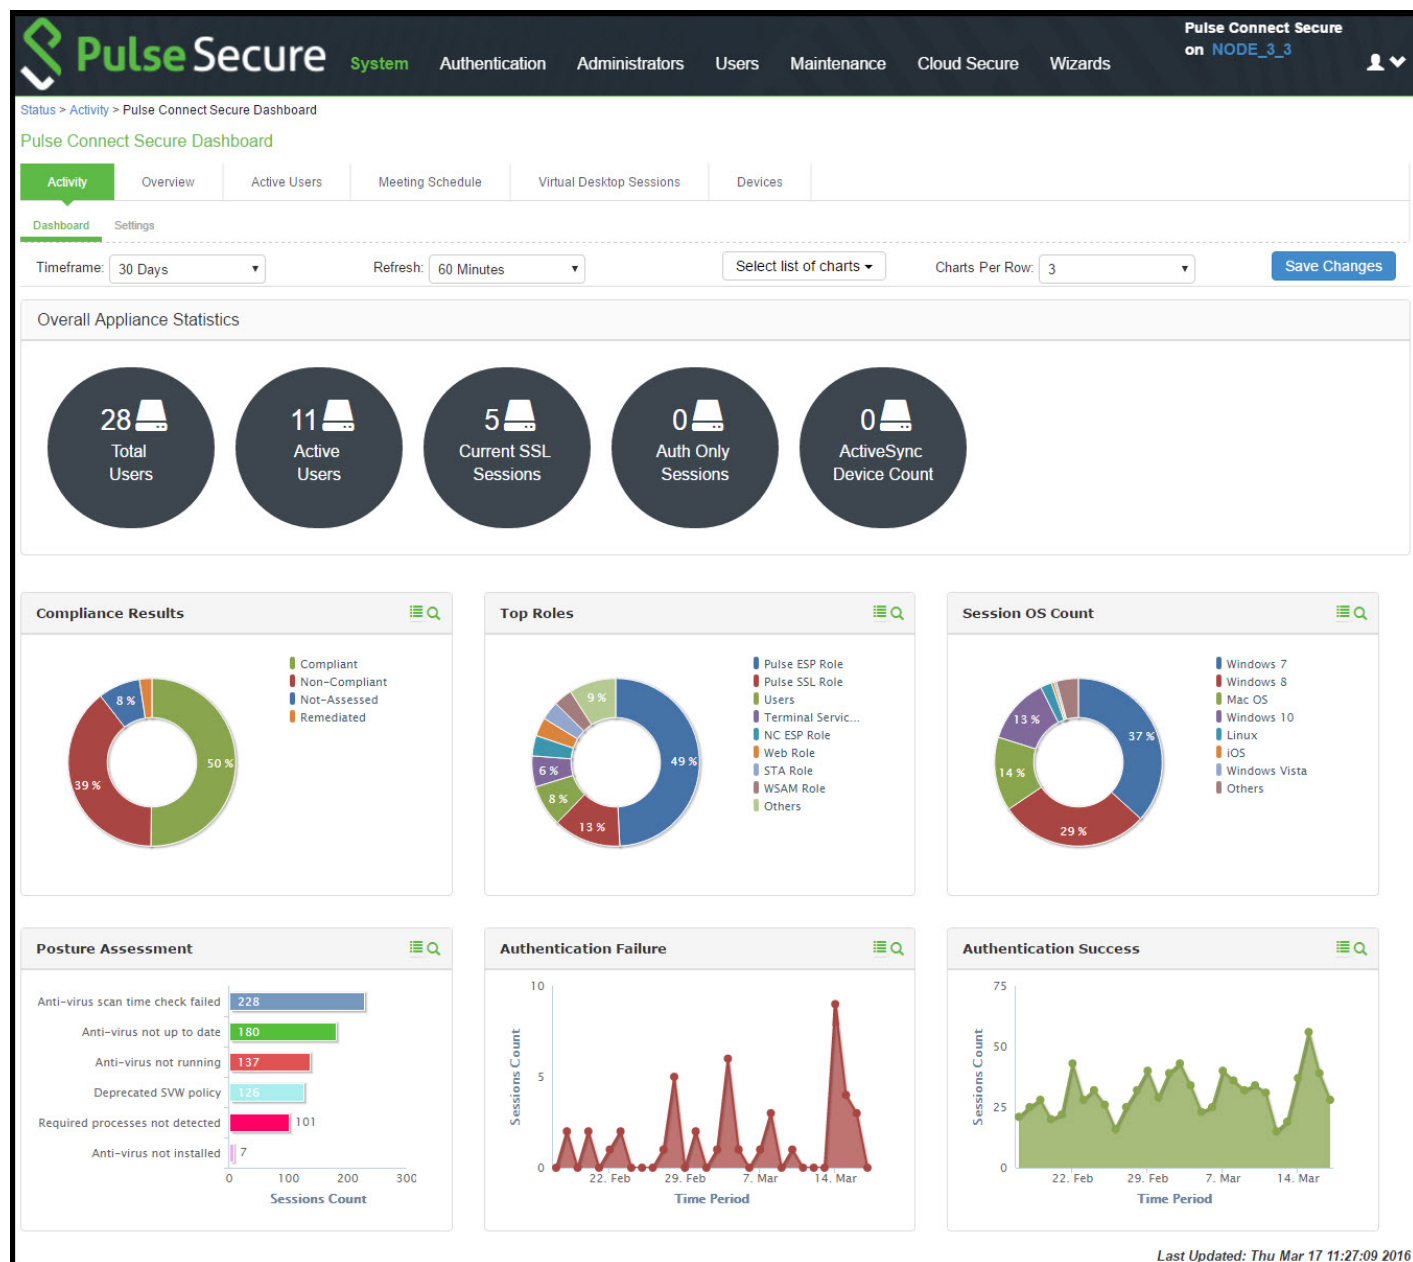 Pulse Secure
System Authentication Administrators Users Maintenance Cloud Secure Wizards
Pulse Connect Secure
on NODE_3_3
Status > Activity > Pulse Connect Secure Dashboard
Pulse Connect Secure Dashboard
Activity Overview Active Users Meeting Schedule Virtual Desktop Sessions Devices
Dashboard Settings
Timeframe: 30 Days Refresh: 60 Minutes Select list of charts Charts Per Row: 3 Save Changes
Overall Appliance Statistics
28
Total
Users
11
Active
Users
5
Current SSL
Sessions
0
Auth Only
Sessions
0
ActiveSync
Device Count
Compliance Results
Compliant
Non-Compliant
Not-Assessed
Remediated
8 %
50 %
39 %
Top Roles
Pulse ESP Role
Pulse SSL Role
Users
Terminal Servic...
NC ESP Role
Web Role
STA Role
WSAM Role
Others
9 %
49 %
6 %
8 %
13 %
Session OS Count
Windows 7
Windows 8
Mac OS
Windows 10
Linux
iOS
Windows Vista
Others
13 %
37 %
14 %
29 %
Posture Assessment
Anti-virus scan time check failed 228
Anti-virus not up to date 180
Anti-virus not running 137
Deprecated SVW policy 126
Required processes not detected 101
Anti-virus not installed 7
0 100 200 300
Sessions Count
Authentication Failure
10
5
0
Sessions Count
22. Feb 29. Feb 7. Mar 14. Mar
Time Period
Authentication Success
75
50
25
0
Sessions Count
22. Feb 29. Feb 7. Mar 14. Mar
Time Period
Last Updated: Thu Mar 17 11:27:09 2016